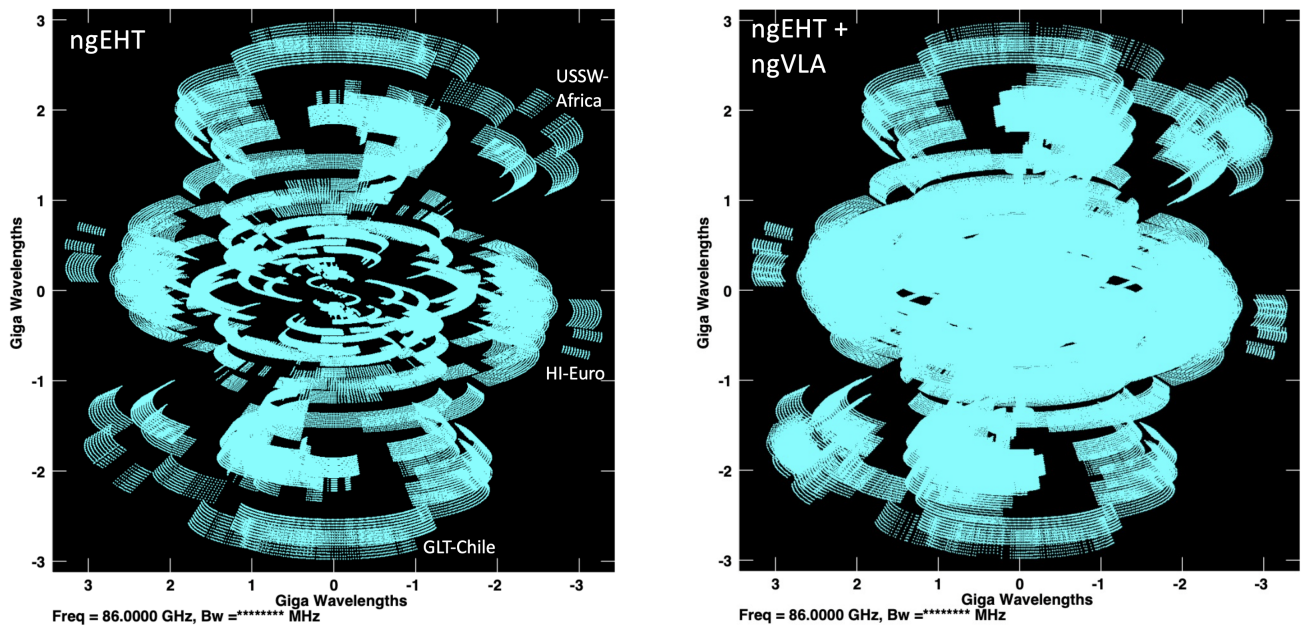 ngEHT
USSW-
Africa
HI-Euro
GLT-Chile
3
2
1
0
-1
-2
-3
Giga Wavelengths
3
2
1
0
-1
-2
-3
Giga Wavelengths
Freq = 86.0000 GHz, Bw =******** MHz
ngEHT +
ngVLA
3
2
1
0
-1
-2
-3
Giga Wavelengths
3
2
1
0
-1
-2
-3
Giga Wavelengths
Freq = 86.0000 GHz, Bw =******** MHz